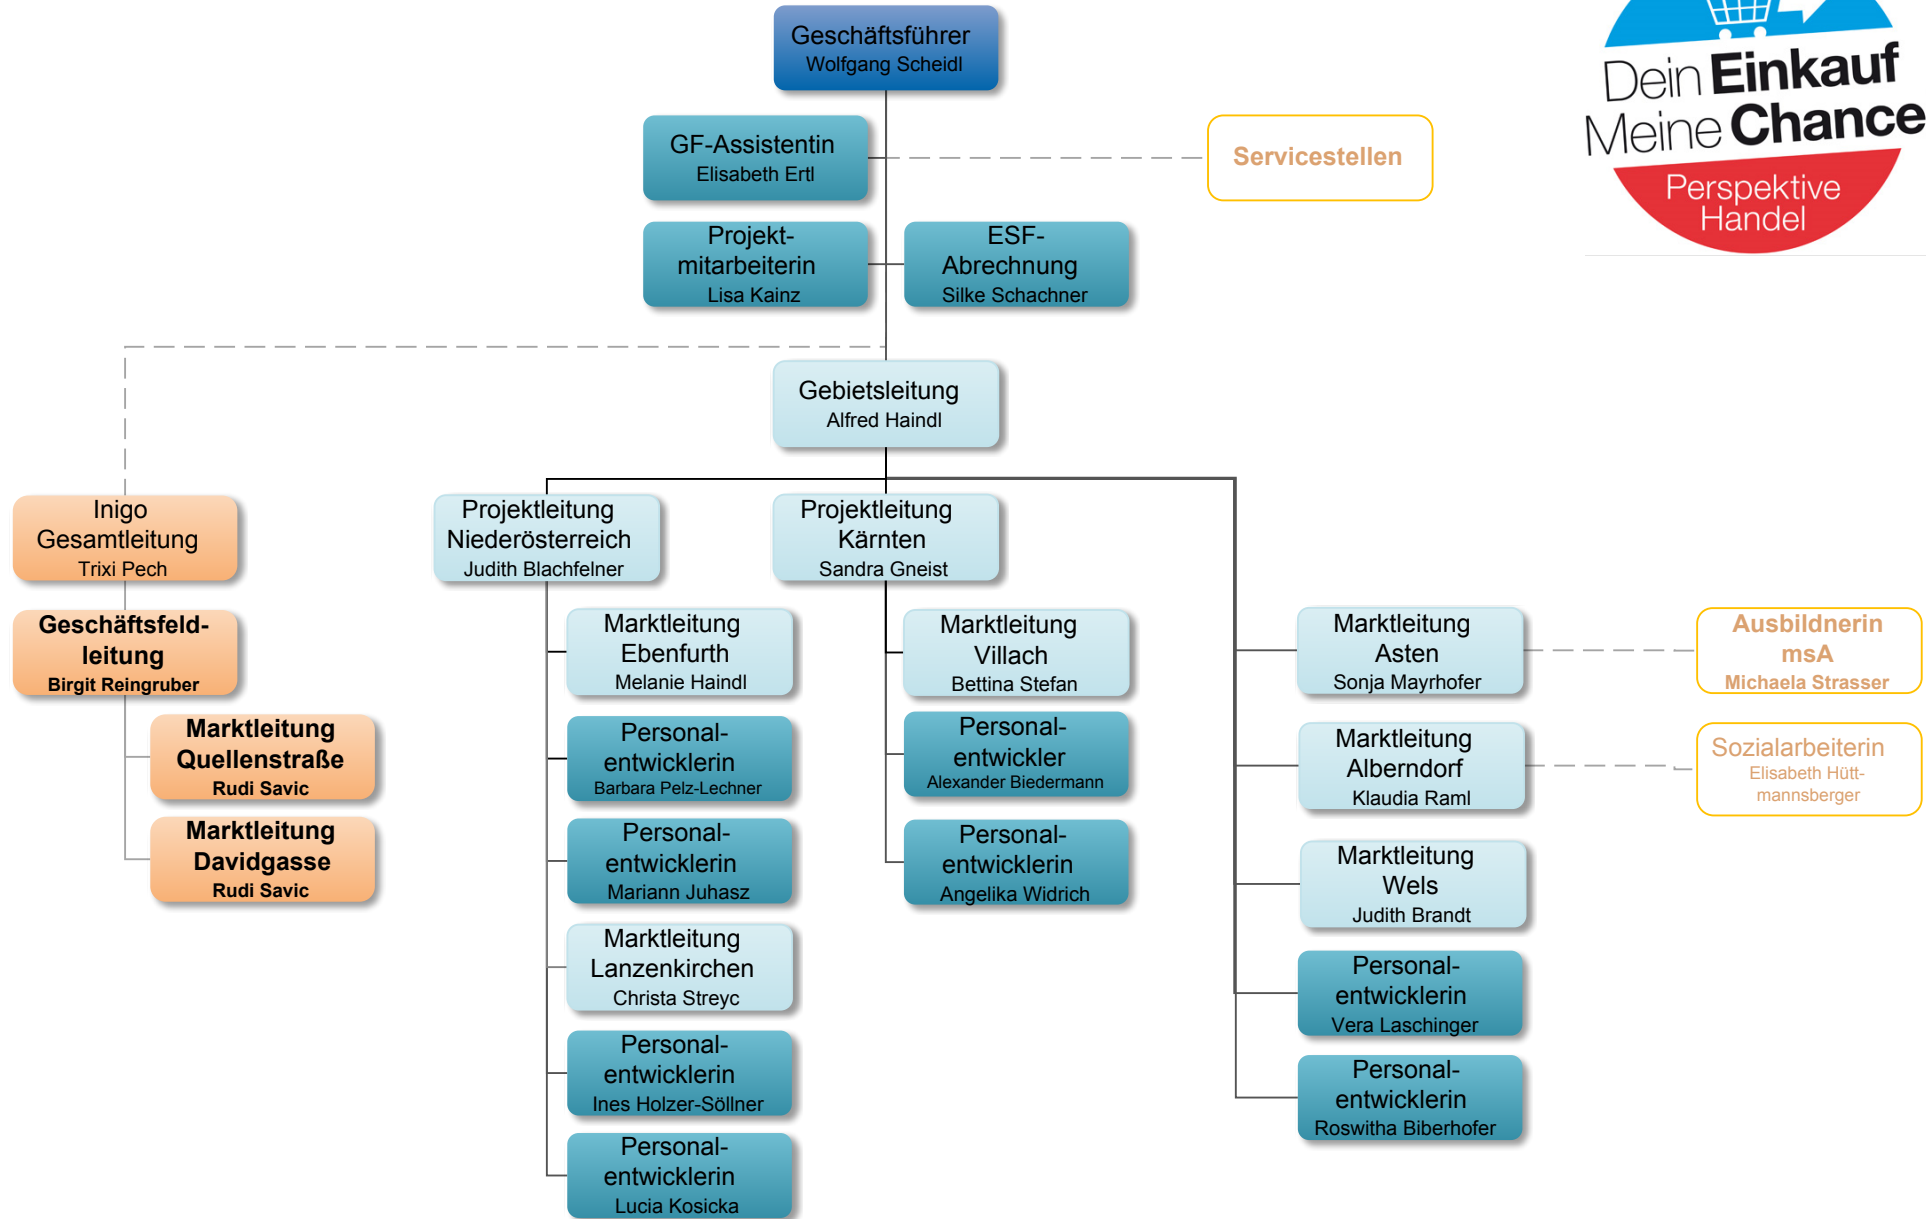 Geschäftsführer
Wolfgang Scheidl
Dein Einkauf
Meine Chance
Perspektive
Handel
GF-Assistentin
Elisabeth Ertl
Servicestellen
Projekt-
mitarbeiterin
Lisa Kainz
ESF-
Abrechnung
Silke Schachner
Gebietsleitung
Alfred Haindl
Inigo
Gesamtleitung
Trixi Pech
Geschäftsfeld-
leitung
Birgit Reingruber
Marktleitung
Quellenstraße
Rudi Savic
Marktleitung
Davidgasse
Rudi Savic
Projektleitung
Niederösterreich
Judith Blachfelner
Marktleitung
Ebenfurth
Melanie Haindl
Personal-
entwicklerin
Barbara Pelz-Lechner
Personal-
entwicklerin
Mariann Juhasz
Marktleitung
Lanzenkirchen
Christa Streyc
Personal-
entwicklerin
Ines Holzer-Söllner
Personal-
entwicklerin
Lucia Kosicka
Projektleitung
Kärnten
Sandra Gneist
Marktleitung
Villach
Bettina Stefan
Personal-
entwickler
Alexander Biedermann
Personal-
entwicklerin
Angelika Widrich
Marktleitung
Asten
Sonja Mayrhofer
Ausbildnerin
msA
Michaela Strasser
Marktleitung
Alberndorf
Klaudia Raml
Sozialarbeiterin
Elisabeth Hütt-
mannsberger
Marktleitung
Wels
Judith Brandt
Personal-
entwicklerin
Vera Laschinger
Personal-
entwicklerin
Roswitha Biberhofer